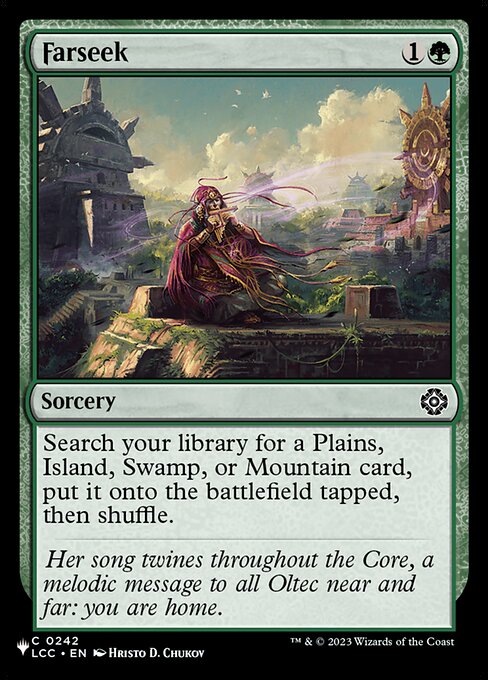 Farseek 1
Sorcery
Search your library for a Plains,
Island, Swamp, or Mountain card,
put it onto the battlefield tapped,
then shuffle.
Her song twines throughout the Core, a
melodic message to all Oltec near and
far: you are home.
C 0242
LCC • EN Hristo D. Chukov
™ & © 2023 Wizards of the Coast